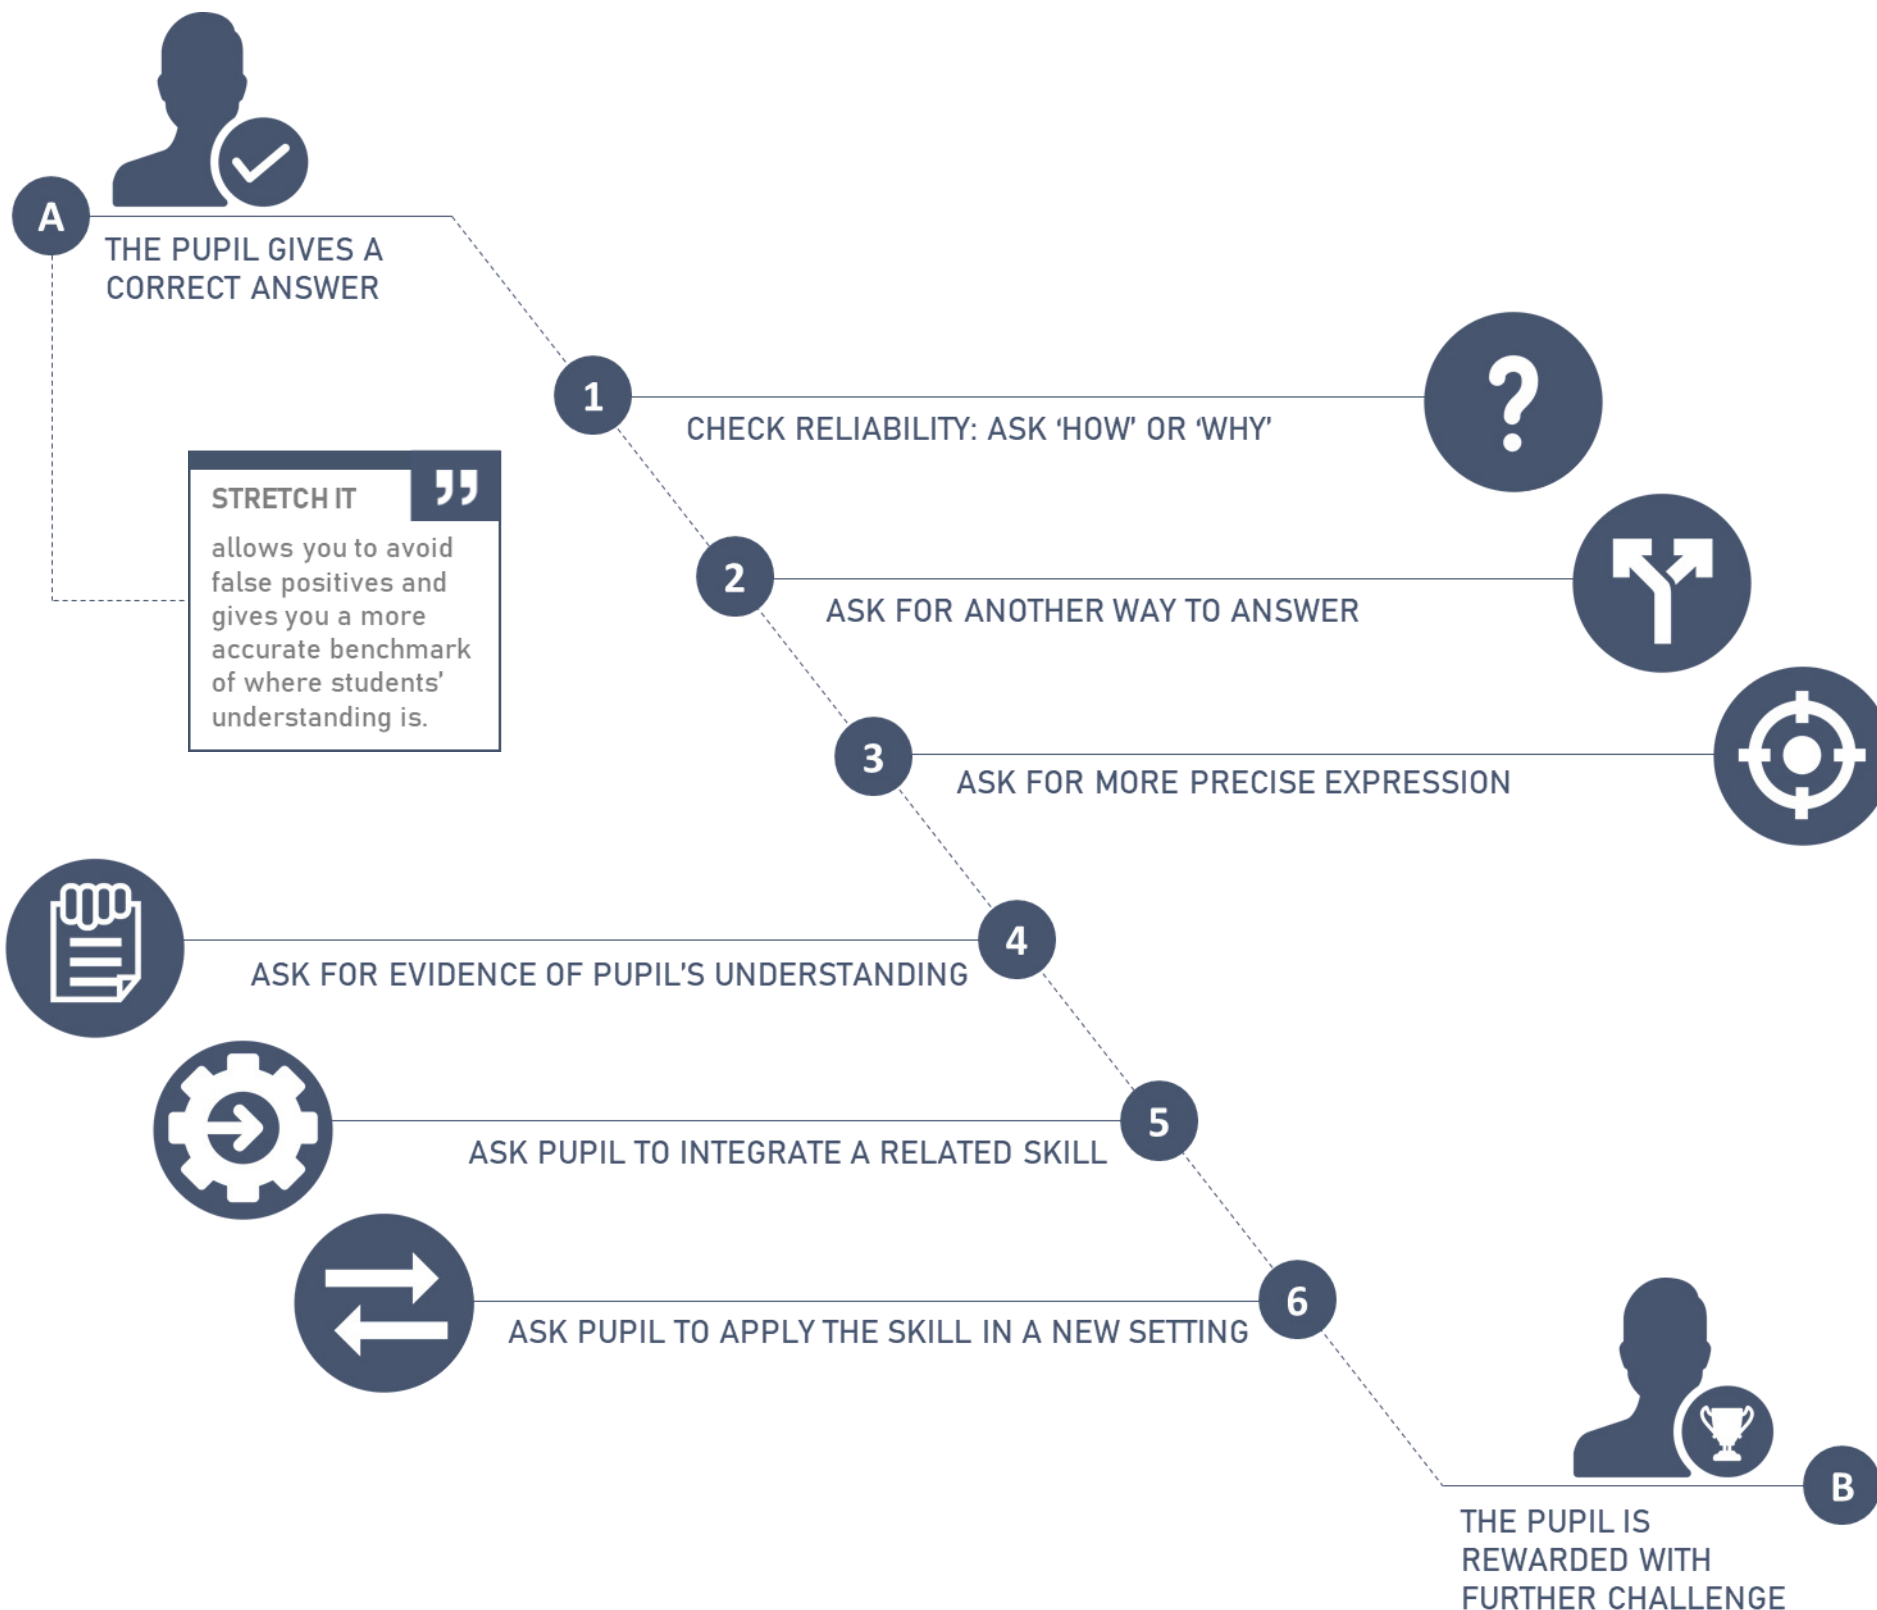 A
THE PUPIL GIVES A
CORRECT ANSWER
1
CHECK RELIABILITY: ASK ‘HOW’ OR ‘WHY’
STRETCH IT
allows you to avoid
false positives and
gives you a more
accurate benchmark
of where students’
understanding is.
2
ASK FOR ANOTHER WAY TO ANSWER
3
ASK FOR MORE PRECISE EXPRESSION
4
ASK FOR EVIDENCE OF PUPIL’S UNDERSTANDING
5
ASK PUPIL TO INTEGRATE A RELATED SKILL
6
ASK PUPIL TO APPLY THE SKILL IN A NEW SETTING
B
THE PUPIL IS
REWARDED WITH
FURTHER CHALLENGE